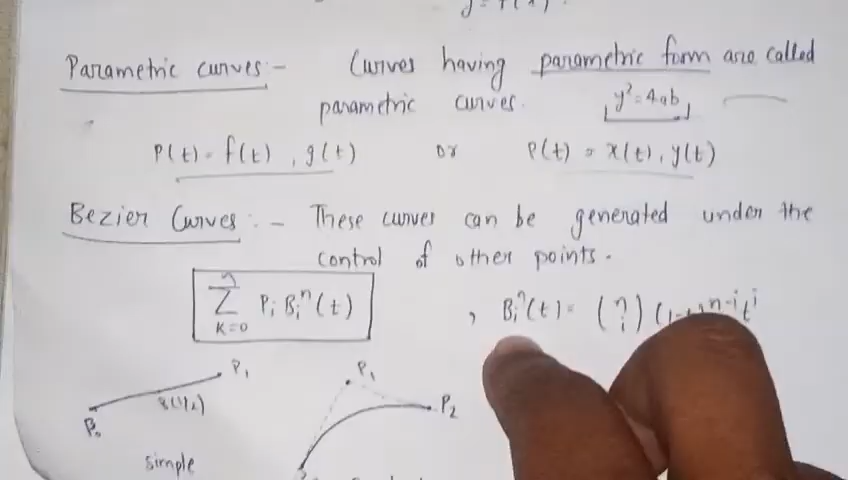 y = f(x).
Parametric curves:- Curves having parametric form are called
parametric curves. y² = 4ab
P(t) = f(t), g(t) or P(t) = x(t), y(t)
Bezier Curves:- These curves can be generated under the
control of other points.
n
∑ Pi Bi^n(t) , Bi^n(t) = (n i) (1-t)^n-i t^i
K=0
P1 P1
P2
P0
simple